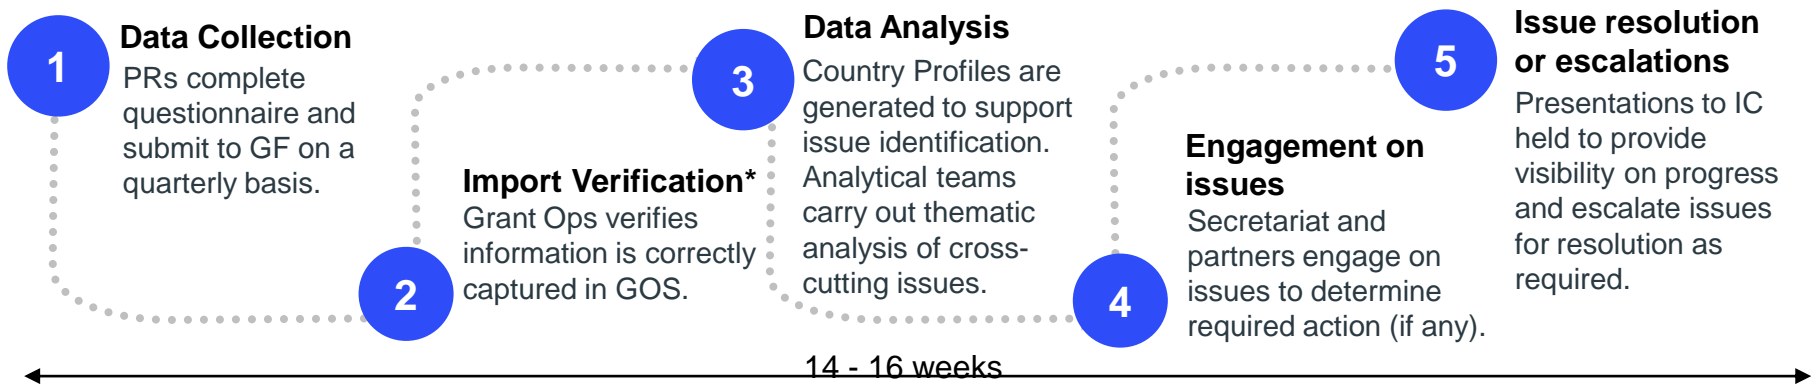 1
Data Collection
PRs complete
questionnaire and
submit to GF on a
quarterly basis.
2
Import Verification*
Grant Ops verifies
information is correctly
captured in GOS.
3
Data Analysis
Country Profiles are
generated to support
issue identification.
Analytical teams
carry out thematic
analysis of cross-
cutting issues.
4
Engagement on
issues
Secretariat and
partners engage on
issues to determine
required action (if any).
5
Issue resolution
or escalations
Presentations to IC
held to provide
visibility on progress
and escalate issues
for resolution as
required.
14 - 16 weeks